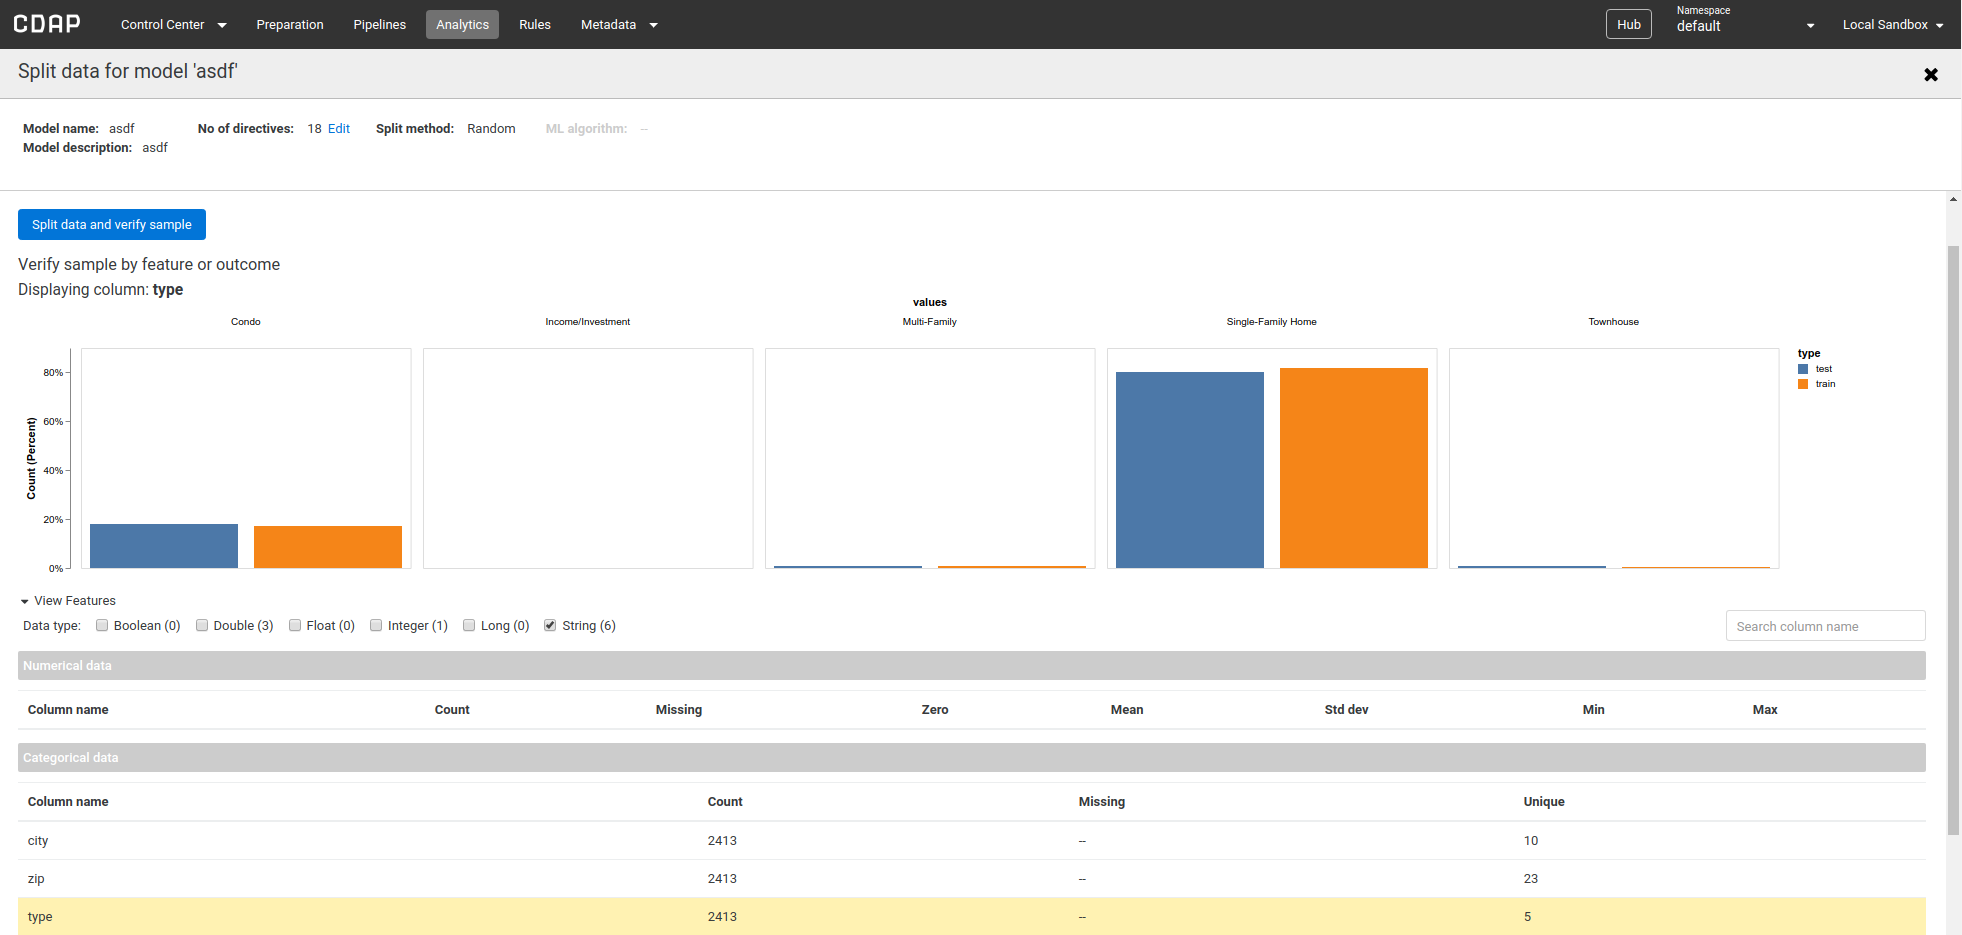 CDAP Control Center Preparation Pipelines Analytics Rules Metadata Hub Namespace default Local Sandbox
Split data for model 'asdf'
Model name: asdf No of directives: 18 Edit Split method: Random ML algorithm: --
Model description: asdf
Split data and verify sample
Verify sample by feature or outcome
Displaying column: type
values
Condo Income/Investment Multi-Family Single-Family Home Townhouse
Count (Percent)
80%
60%
40%
20%
0%
type
test
train
View Features
Data type: Boolean (0) Double (3) Float (0) Integer (1) Long (0) String (6) Search column name
Numerical data
Column name Count Missing Zero Mean Std dev Min Max
Categorical data
Column name Count Missing Unique
city 2413 -- 10
zip 2413 -- 23
type 2413 -- 5